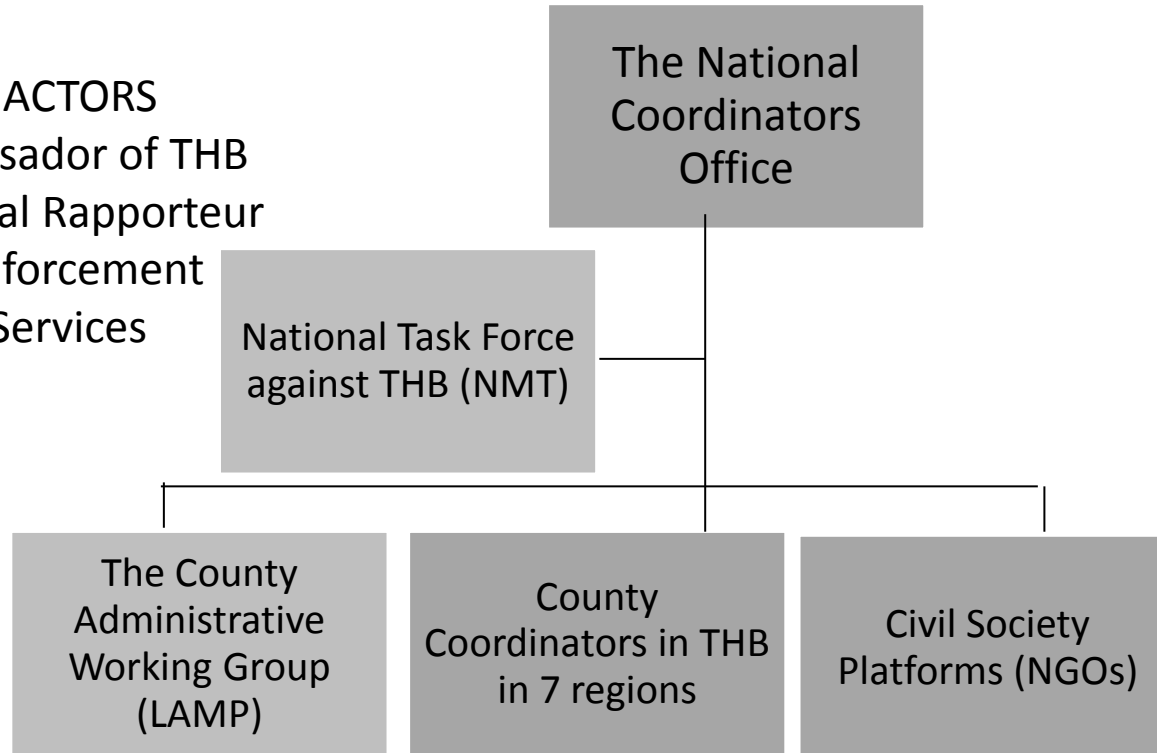 ACTORS
of THB
Rapporteur
Services
The National
Coordinators
Office
National Task Force
against THB (NMT)
The County
Administrative
Working Group
(LAMP)
County
Coordinators in THB
in 7 regions
Civil Society
Platforms (NGOs)